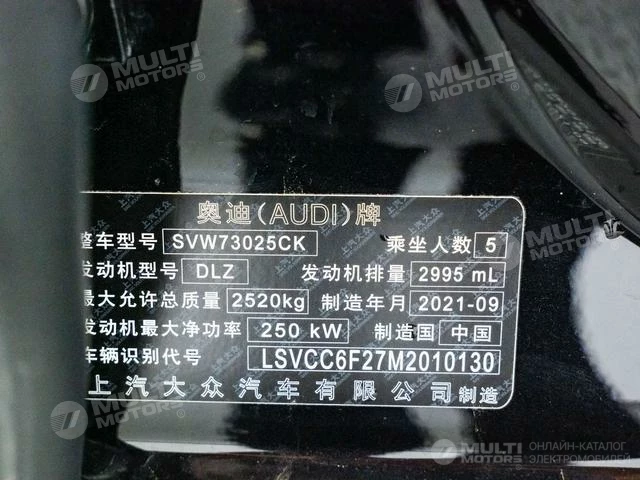 MULTI MOTORS
MULTI MOTORS
奥迪(AUDI)牌
整车型号 SVW73025CK 乘坐人数 5
发动机型号 DLZ 发动机排量 2995 mL
最大允许总质量 2520kg 制造年月 2021-09
发动机最大净功率 250 kW 制造国 中国
车辆识别代号 LSVCC6F27M2010130
上汽大众汽车有限公司 制造
MULTI MOTORS
MULTI MOTORS
ОНЛАЙН-КАТАЛОГ
ЭЛЕКТРОМОБИЛЕЙ